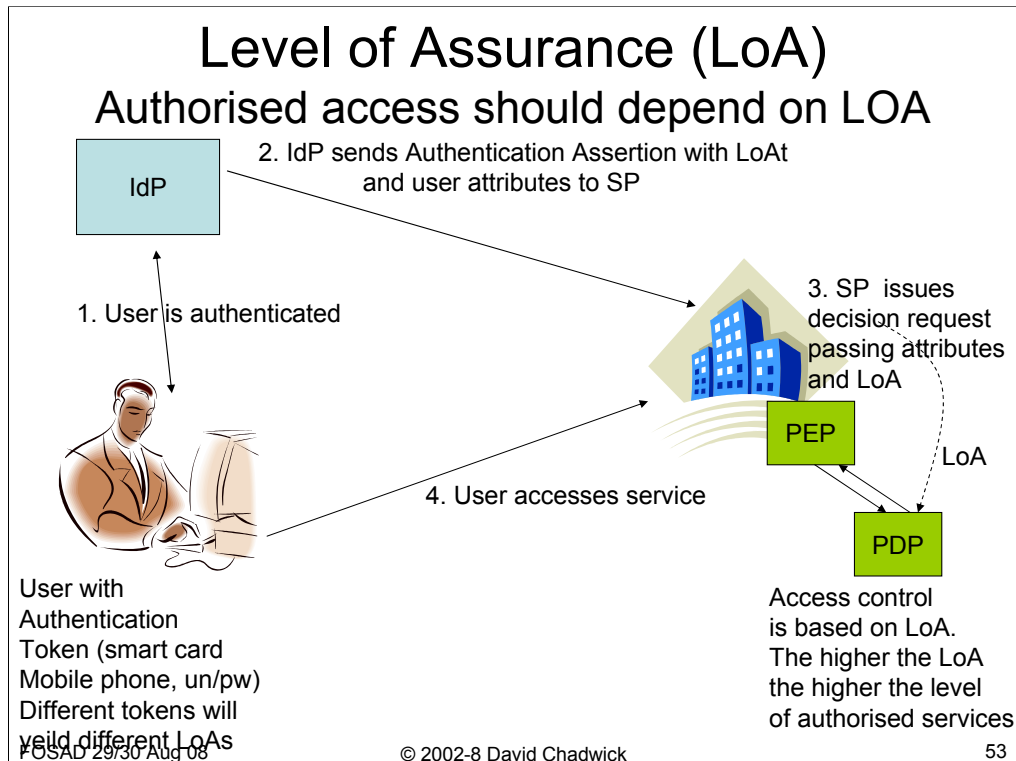 Level of Assurance (LoA)
Authorised access should depend on LOA
2. IdP sends Authentication Assertion with LoAt
and user attributes to SP
IdP
1. User is authenticated
3. SP issues
decision request
passing attributes
and LoA
PEP
LoA
4. User accesses service
PDP
User with
Authentication
Token (smart card
Mobile phone, un/pw)
Different tokens will
yeild different LoAs
Access control
is based on LoA.
The higher the LoA
the higher the level
of authorised services
FOSAD 29/30 Aug 08
© 2002-8 David Chadwick
53